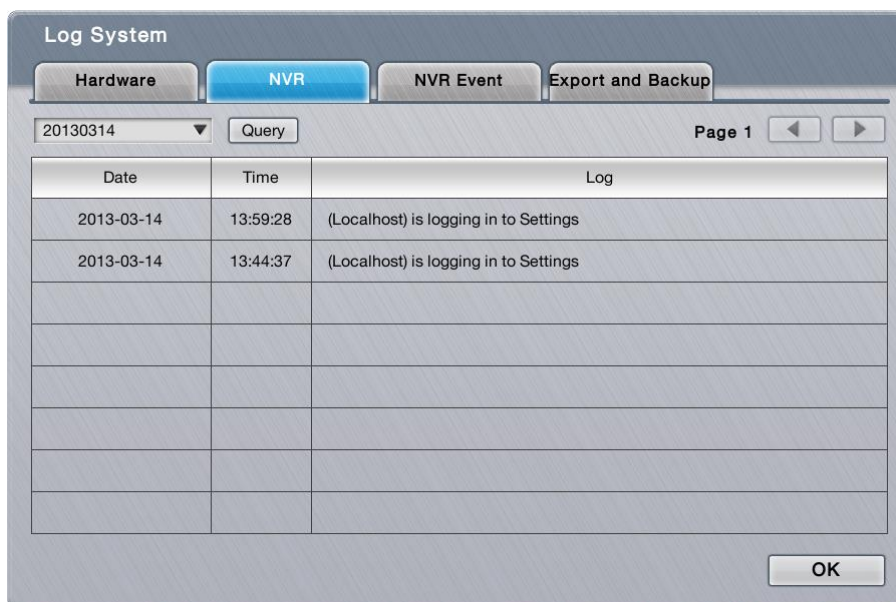 Log System
Hardware NVR NVR Event Export and Backup
20130314 Query Page 1
Date Time Log
2013-03-14 13:59:28 (Localhost) is logging in to Settings
2013-03-14 13:44:37 (Localhost) is logging in to Settings
OK